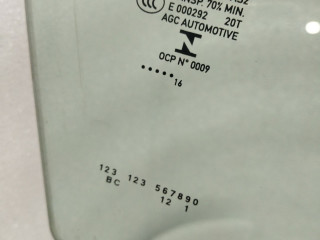 TRANSP. 70% MIN.
E 000292 20T
AGC AUTOMOTIVE
OCP N° 0009
•••••
16
123 123 567890
BC 12 1